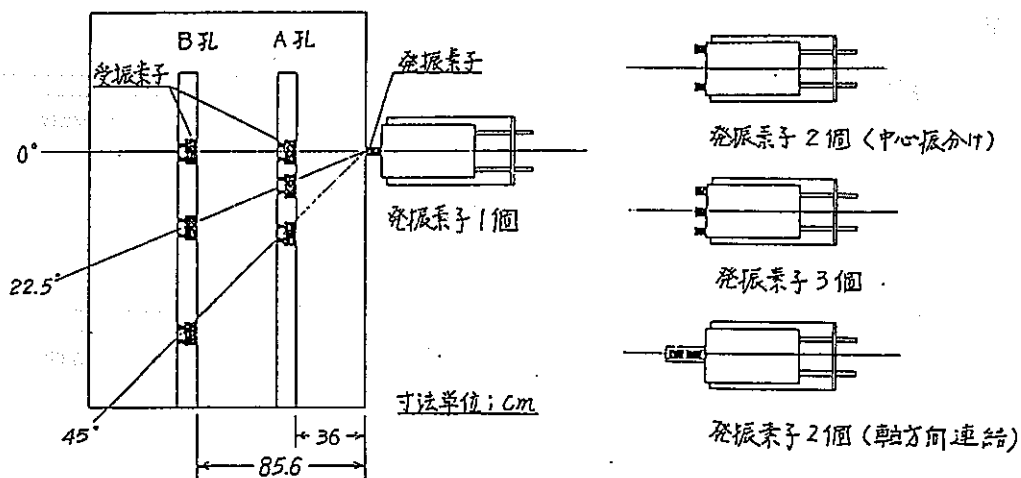 B孔
A孔
受振素子
発振素子
0°
22.5°
45°
発振素子1個
寸法単位；cm
36
85.6
発振素子2個（中心振分け）
発振素子3個
発振素子2個（軸方向連結）